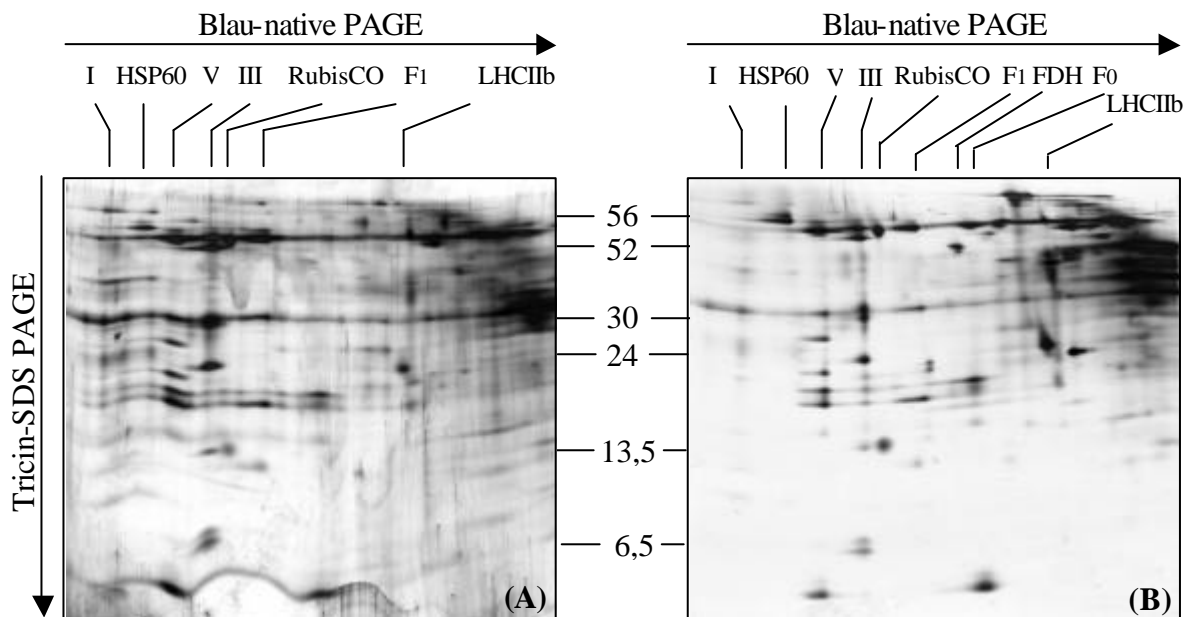 Blau-native PAGE
I HSP60 V III RubisCO F1 LHCIIb
Blau-native PAGE
I HSP60 V III RubisCO F1 FDH F0
LHCIIb
Tricin-SDS PAGE
56
52
30
24
13,5
6,5
(A)
(B)